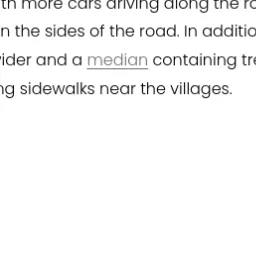 th more cars driving along the ro
n the sides of the road. In additio
ider and a median containing tre
ng sidewalks near the villages.